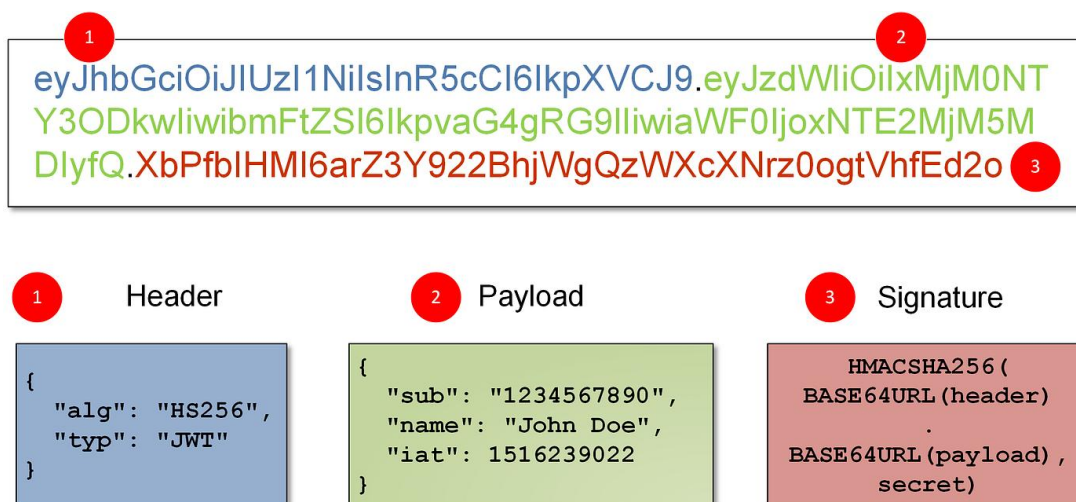 1
2
eyJhbGciOiJIUzI1NiIsInR5cCI6IkpXVCJ9.eyJzdWIiOiIxMjM0NT
Y3ODkwIiwibmFtZSI6IkpvaG4gRG9lIiwiaWF0IjoxNTE2MjM5M
DIyfQ.XbPfbIHMI6arZ3Y922BhjWgQzWXcXNrz0ogtVhfEd2o
3
1 Header
{
"alg": "HS256",
"typ": "JWT"
}
2 Payload
{
"sub": "1234567890",
"name": "John Doe",
"iat": 1516239022
}
3 Signature
HMACSHA256(
BASE64URL(header)
.
BASE64URL(payload),
secret)